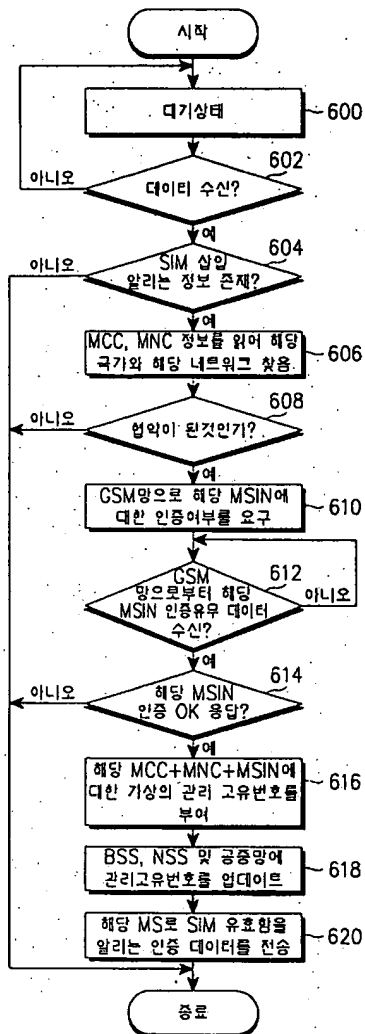 시작
대기상태
600
602
데이터 수신?
아니오
예
604
SIM 삽입
알리는 정보 존재?
아니오
예
MCC, MNC 정보를 읽어 해당
국가와 해당 네트워크 찾음
606
608
협약이 된것인가?
예
GSM망으로 해당 MSIN에
대한 인증여부를 요구
610
612
GSM
망으로부터 해당
MSIN 인증유무 데이터
수신?
아니오
예
614
해당 MSIN
인증 OK 응답?
아니오
예
해당 MCC+MNC+MSIN에
대한 가상의 관리 고유번호를
부여
616
BSS, NSS 및 공중망에
관리고유번호를 업데이트
618
해당 MS로 SIM 유효함을
알리는 인증 데이터를 전송
620
종료